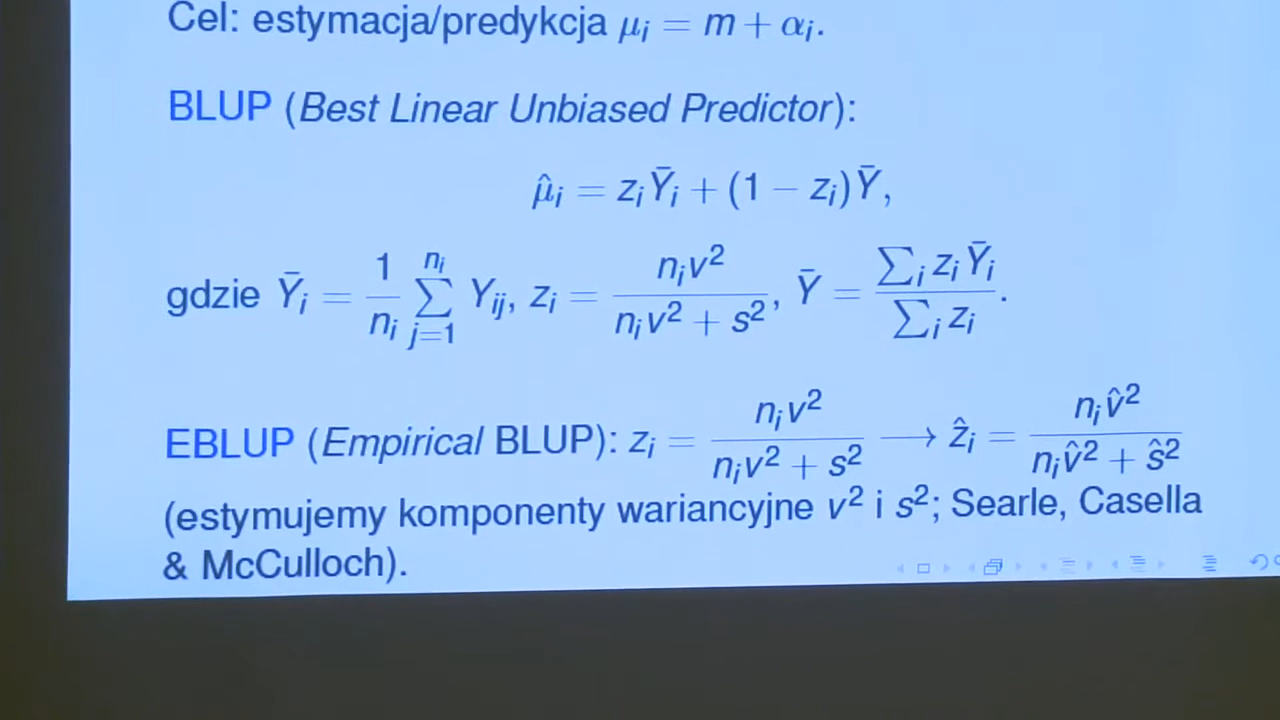 Cel: estymacja/predykcja μᵢ = m + αᵢ.
BLUP (Best Linear Unbiased Predictor):
μ̂ᵢ = zᵢȲᵢ + (1 − zᵢ)Ȳ,
gdzie Ȳᵢ = 1/nᵢ ∑_{j=1}^{nᵢ} Yᵢⱼ, zᵢ = nᵢv²/(nᵢv² + s²), Ȳ = ∑ᵢ zᵢȲᵢ / ∑ᵢ zᵢ.
EBLUP (Empirical BLUP): zᵢ = nᵢv²/(nᵢv² + s²) ⟶ ẑᵢ = nᵢv̂²/(nᵢv̂² + ŝ²)
(estymujemy komponenty wariancyjne v² i s²; Searle, Casella
& McCulloch).